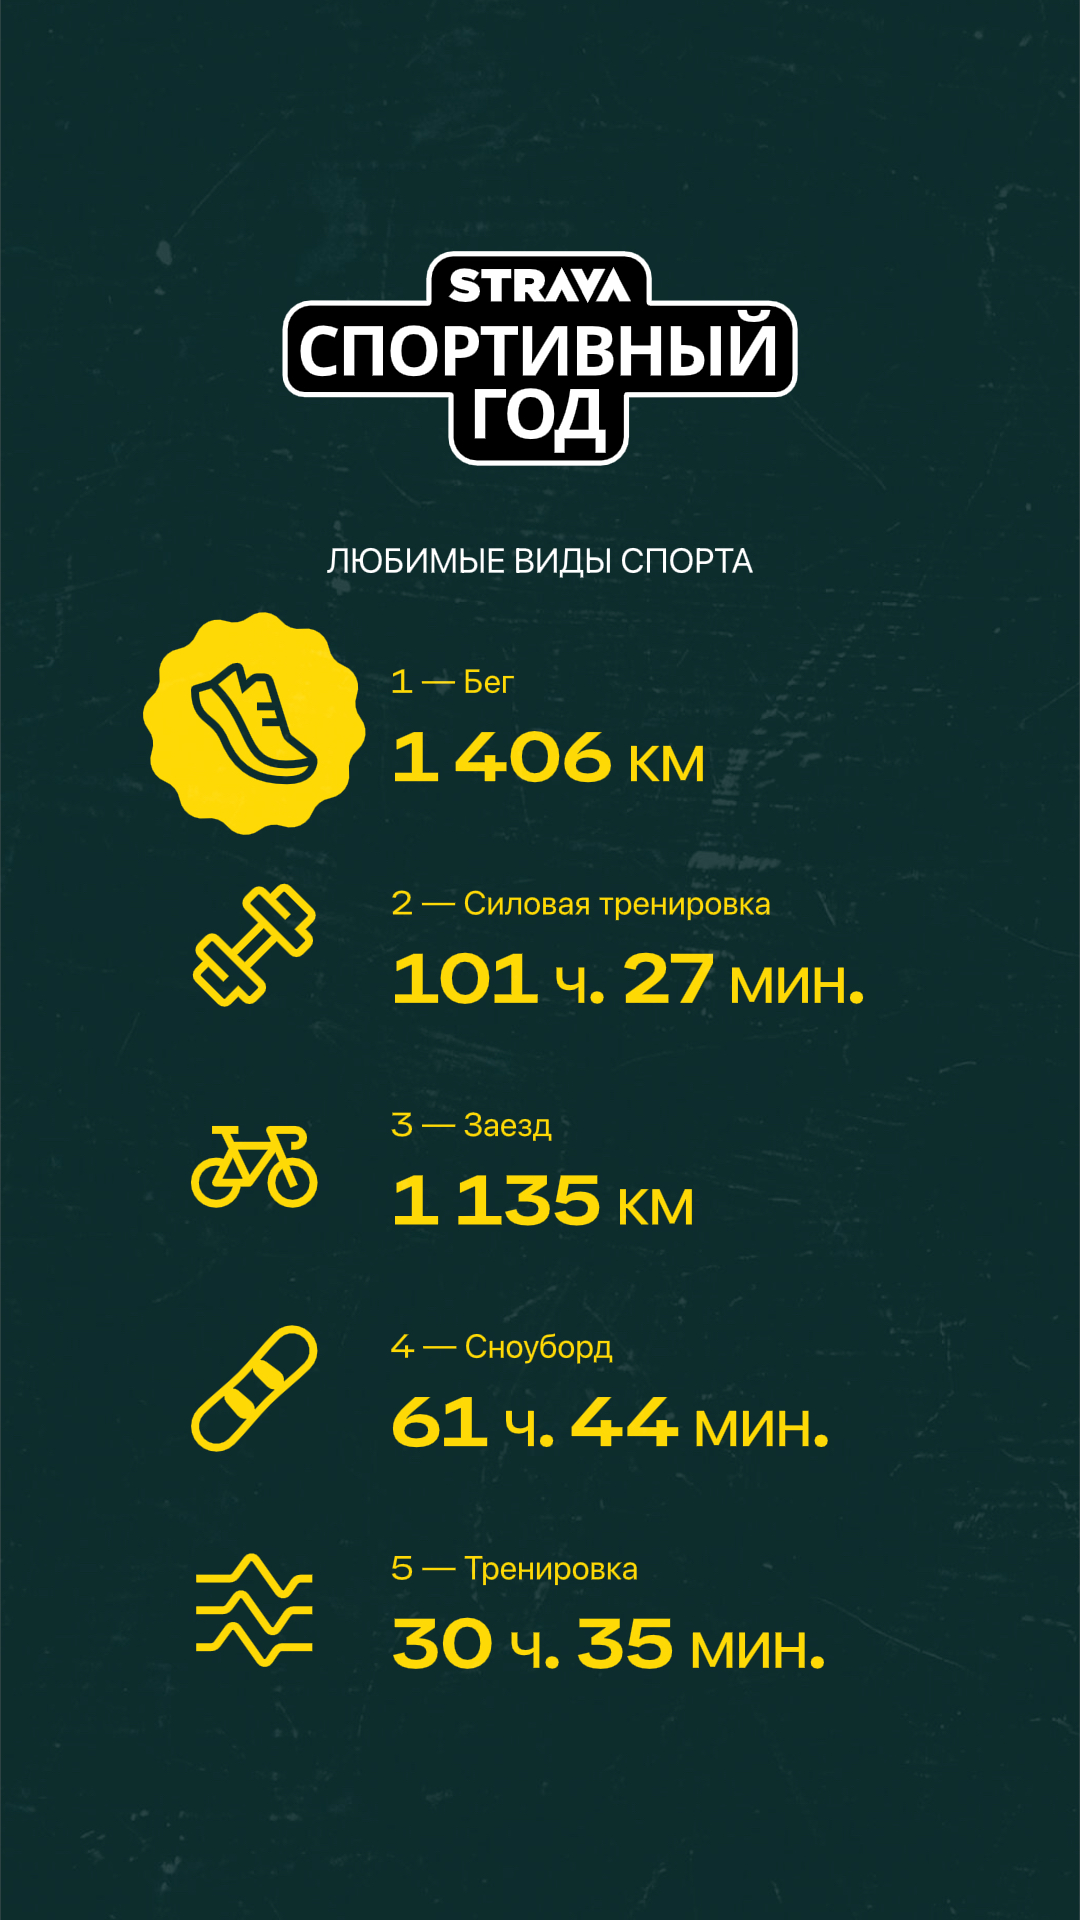 STRAVA
СПОРТИВНЫЙ
ГОД
ЛЮБИМЫЕ ВИДЫ СПОРТА
1 — Бег
1 406 км
2 — Силовая тренировка
101 ч. 27 мин.
3 — Заезд
1 135 км
4 — Сноуборд
61 ч. 44 мин.
5 — Тренировка
30 ч. 35 мин.